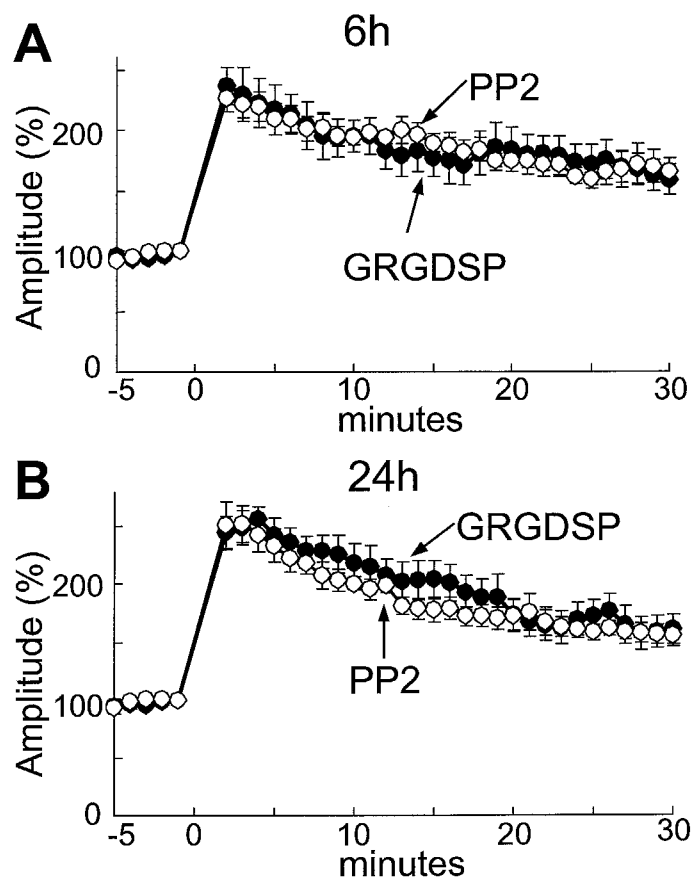 A
6h
Amplitude (%)
200
100
0
PP2
GRGDSP
-5 0 10 20 30
minutes
B
24h
Amplitude (%)
200
100
0
GRGDSP
PP2
-5 0 10 20 30
minutes